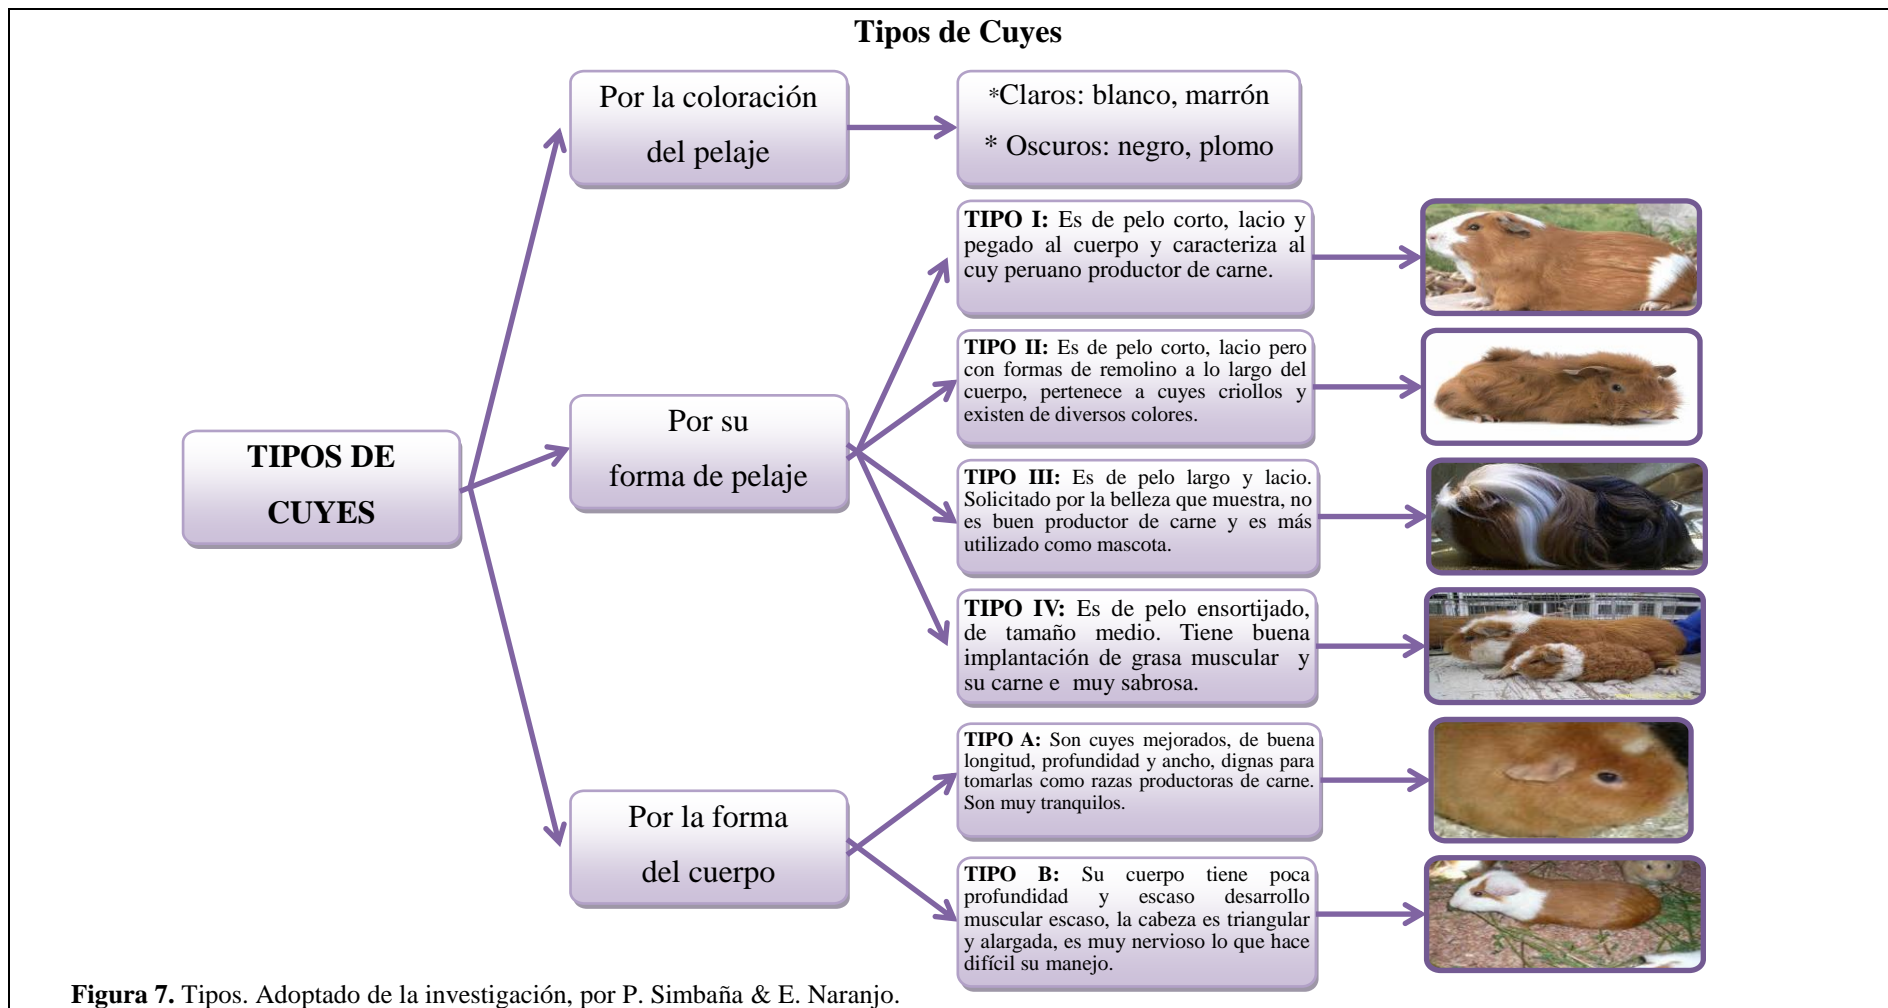 Tipos de Cuyes
Por la coloración
del pelaje
*Claros: blanco, marrón
* Oscuros: negro, plomo
TIPO I: Es de pelo corto, lacio y
pegado al cuerpo y caracteriza al
cuy peruano productor de carne.
TIPO II: Es de pelo corto, lacio pero
con formas de remolino a lo largo del
cuerpo, pertenece a cuyes criollos y
existen de diversos colores.
Por su
forma de pelaje
TIPOS DE
CUYES
TIPO III: Es de pelo largo y lacio.
Solicitado por la belleza que muestra, no
es buen productor de carne y es más
utilizado como mascota.
TIPO IV: Es de pelo ensortijado,
de tamaño medio. Tiene buena
implantación de grasa muscular y
su carne e muy sabrosa.
TIPO A: Son cuyes mejorados, de buena
longitud, profundidad y ancho, dignas para
tomarlas como razas productoras de carne.
Son muy tranquilos.
Por la forma
del cuerpo
TIPO B: Su cuerpo tiene poca
profundidad y escaso desarrollo
muscular escaso, la cabeza es triangular
y alargada, es muy nervioso lo que hace
difícil su manejo.
Figura 7. Tipos. Adoptado de la investigación, por P. Simbaña & E. Naranjo.